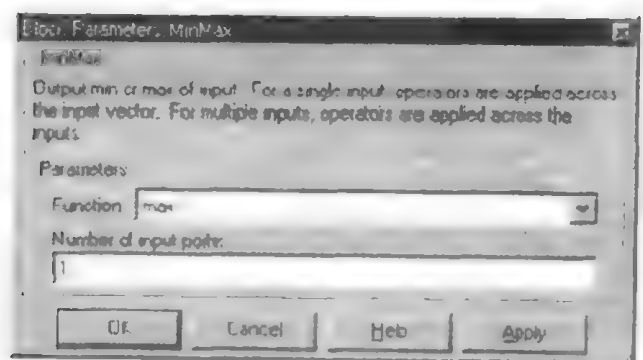 Block Parameters: MinMax
MinMax
Output min or max of input. For a single input, operators are applied across
the input vector. For multiple inputs, operators are applied across the
inputs.
Parameters
Function max
Number of input ports:
1
OK Cancel Help Apply